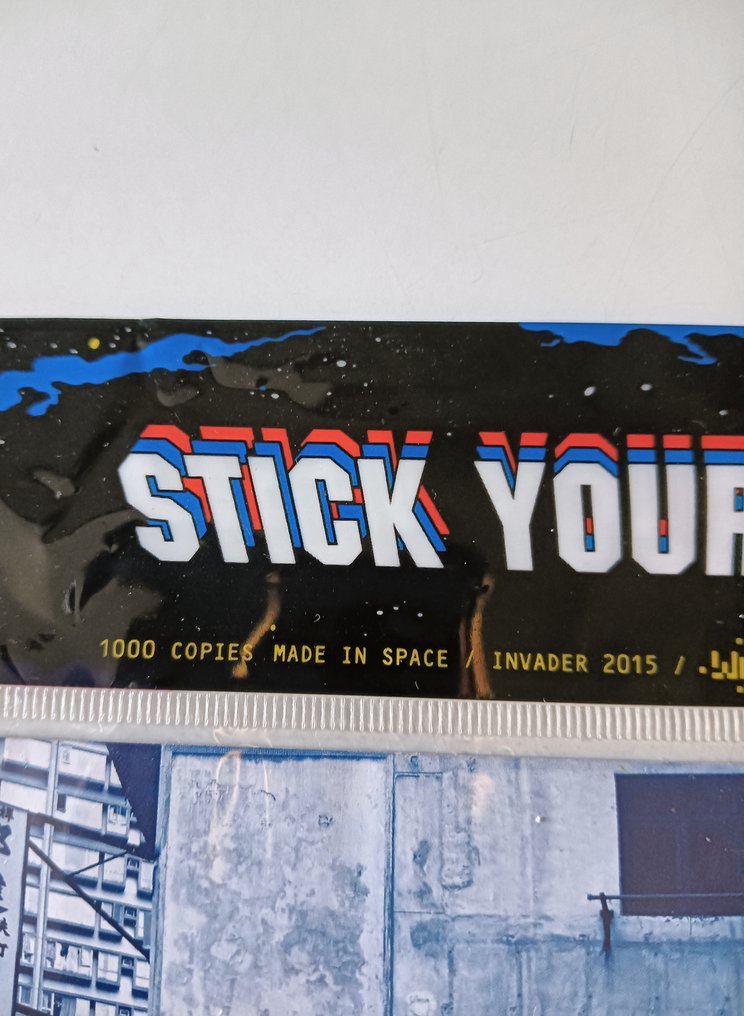 STICK YOUR
1000 COPIES MADE IN SPACE / INVADER 2015 /